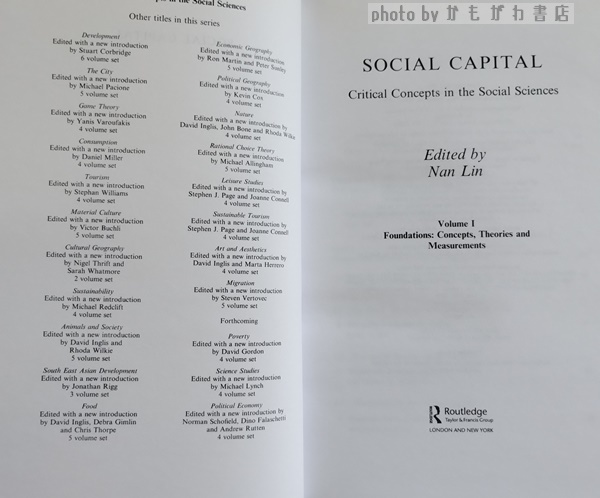 Concepts in the Social Sciences
Other titles in this series
Development
Edited with a new introduction
by Stuart Corbridge
6 volume set
The City
Edited with a new introduction
by Michael Pacione
5 volume set
Game Theory
Edited with a new introduction
by Yanis Varoufakis
4 volume set
Consumption
Edited with a new introduction
by Daniel Miller
4 volume set
Tourism
Edited with a new introduction
by Stephan Williams
4 volume set
Material Culture
Edited with a new introduction
by Victor Buchli
5 volume set
Cultural Geography
Edited with a new introduction
by Nigel Thrift and
Sarah Whatmore
2 volume set
Sustainability
Edited with a new introduction
by Michael Redclift
4 volume set
Animals and Society
Edited with a new introduction
by David Inglis and
Rhoda Wilkie
5 volume set
South East Asian Development
Edited with a new introduction
by Jonathan Rigg
3 volume set
Food
Edited with a new introduction
by David Inglis, Debra Gimlin
and Chris Thorpe
5 volume set
Economic Geography
Edited with a new introduction
by Ron Martin and Peter Sunley
5 volume set
Political Geography
Edited with a new introduction
by Kevin Cox
4 volume set
Nature
Edited with a new introduction by
David Inglis, John Bone and Rhoda Wilkie
4 volume set
Rational Choice Theory
Edited with a new introduction
by Michael Allingham
5 volume set
Leisure Studies
Edited with a new introduction by
Stephen J. Page and Joanne Connell
4 volume set
Sustainable Tourism
Edited with a new introduction by
Stephen J. Page and Joanne Connell
4 volume set
Art and Aesthetics
Edited with a new introduction by
David Inglis and Marta Herrero
4 volume set
Migration
Edited with a new introduction
by Steven Vertovec
5 volume set
Forthcoming
Poverty
Edited with a new introduction
by David Gordon
4 volume set
Science Studies
Edited with a new introduction
by Michael Lynch
4 volume set
Political Economy
Edited with a new introduction by
Norman Schofield, Dino Falaschetti
and Andrew Rutten
4 volume set
photo by かもがわ書店
SOCIAL CAPITAL
Critical Concepts in the Social Sciences
Edited by
Nan Lin
Volume I
Foundations: Concepts, Theories and
Measurements
R Routledge
Taylor & Francis Group
LONDON AND NEW YORK